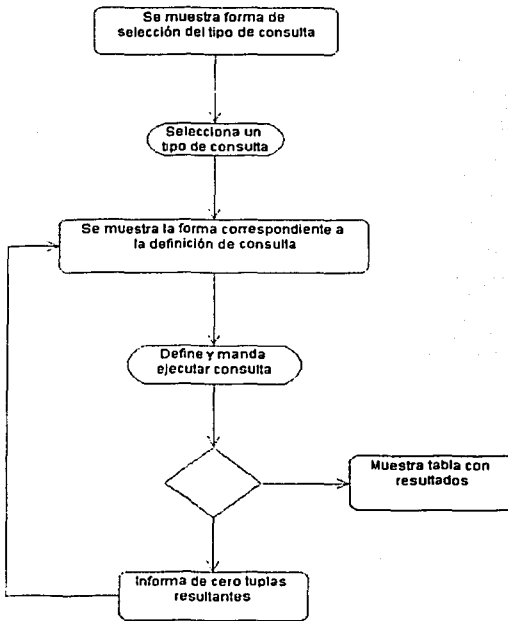 Se muestra forma de
selección del tipo de consulta
Selecciona un
tipo de consulta
Se muestra la forma correspondiente a
la definición de consulta
Define y manda
ejecutar consulta
Muestra tabla con
resultados
Informa de cero tuplas
resultantes